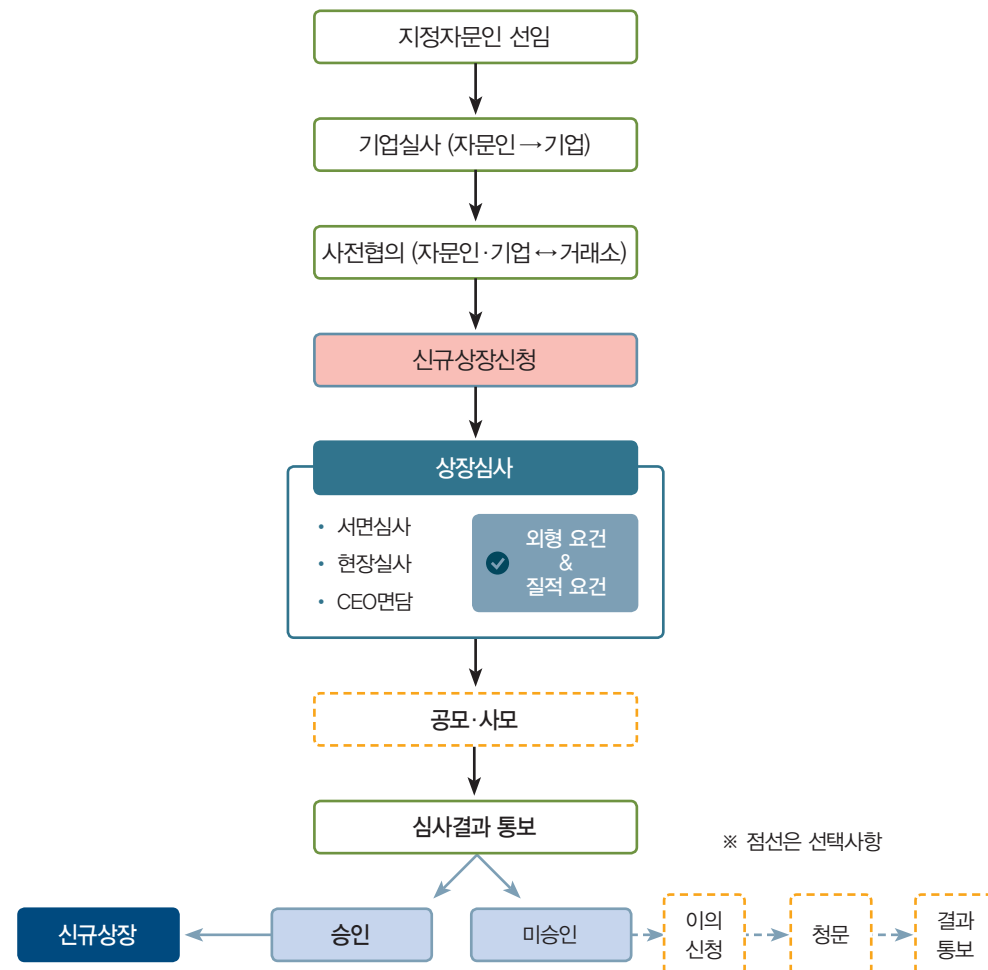 지정자문인 선임
기업실사 (자문인→기업)
사전협의 (자문인·기업↔거래소)
신규상장신청
상장심사
• 서면심사
• 현장실사
• CEO면담
외형 요건
&
질적 요건
공모·사모
심사결과 통보
※ 점선은 선택사항
신규상장
승인
미승인
이의
신청
청문
결과
통보